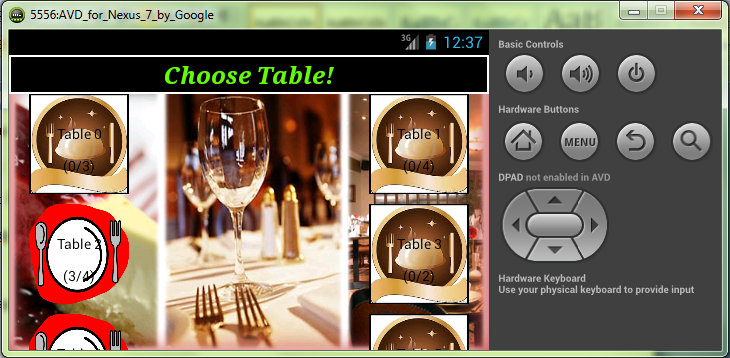 5556:AVD_for_Nexus_7_by_Google
3G 12:37
Choose Table!
Table 0
(0/3)
Table 1
(0/4)
Table 2
(3/4)
Table 3
(0/2)
Basic Controls
Hardware Buttons
MENU
DPAD not enabled in AVD
Hardware Keyboard
Use your physical keyboard to provide input